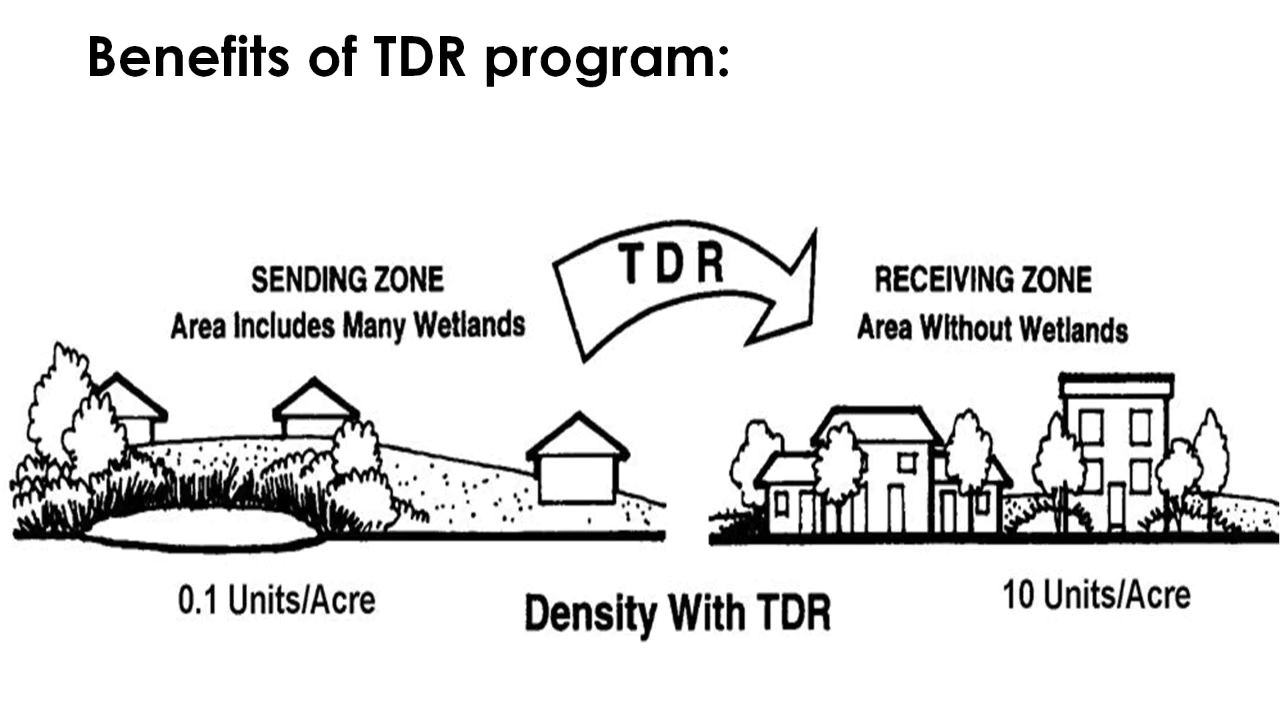 Benefits of TDR program:
TDR
SENDING ZONE
Area Includes Many Wetlands
RECEIVING ZONE
Area Without Wetlands
0.1 Units/Acre
Density With TDR
10 Units/Acre